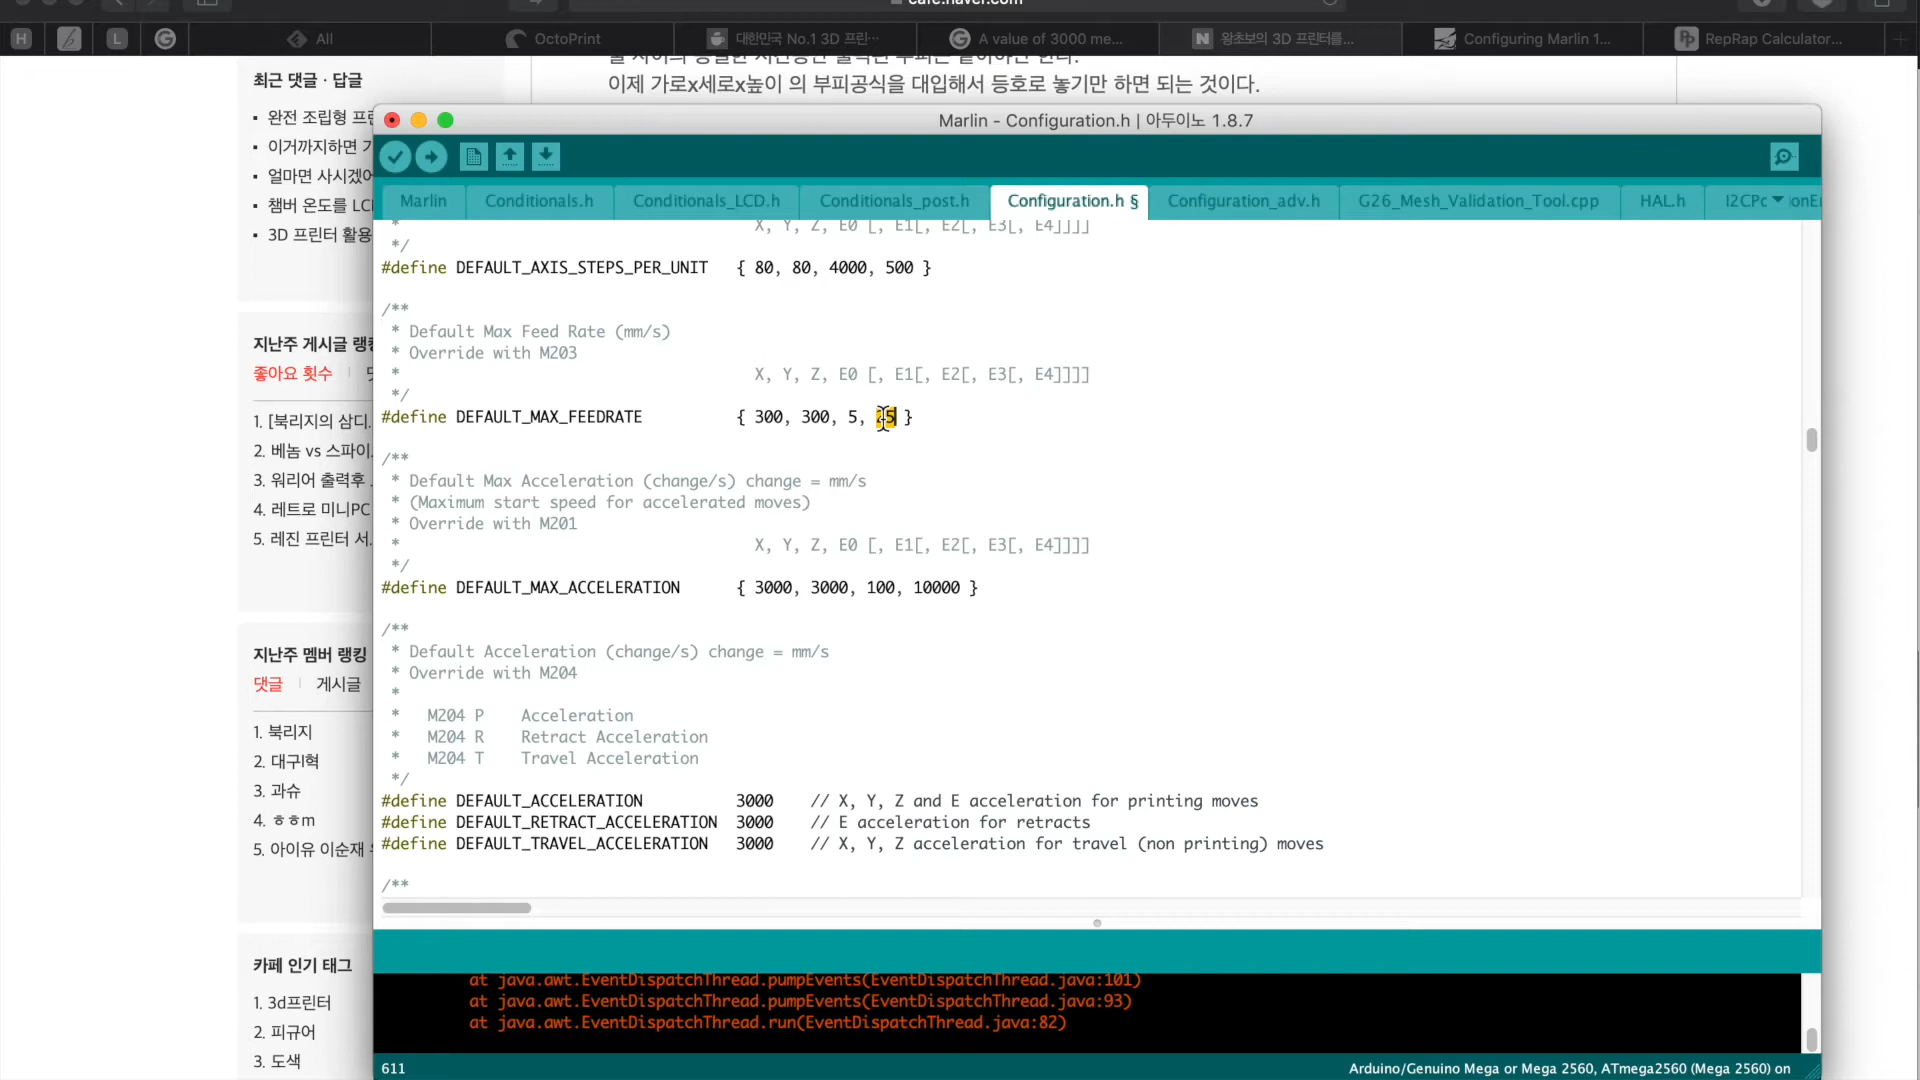 cafe.naver.com
H L G All OctoPrint 대한민국 No.1 3D 프린… A value of 3000 me... N 왕초보의 3D 프린터를... Configuring Marlin 1... RepRap Calculator...
이제 가로x세로x높이 의 부피공식을 대입해서 등호로 놓기만 하면 되는 것이다.
최근 댓글 · 답글
완전 조립형 프린
이거까지하면 기
얼마면 사시겠어
챔버 온도를 LC
3D 프린터 활용
지난주 게시글 랭킹
좋아요 횟수
1. [북리지의 삼디.
2. 베놈 vs 스파이.
3. 워리어 출력후 .
4. 레트로 미니PC
5. 레진 프린터 서.
지난주 멤버 랭킹
댓글 게시글
1. 북리지
2. 대구l혁
3. 과슈
4. ㅎㅎm
5. 아이유 이순재
카페 인기 태그
1. 3d프린터
2. 피규어
3. 도색
Marlin - Configuration.h | 아두이노 1.8.7
Marlin Conditionals.h Conditionals_LCD.h Conditionals_post.h Configuration.h § Configuration_adv.h G26_Mesh_Validation_Tool.cpp HAL.h I2CPc ionEr
* X, Y, Z, E0 [, E1[, E2[, E3[, E4]]]]
*/
#define DEFAULT_AXIS_STEPS_PER_UNIT { 80, 80, 4000, 500 }
/**
* Default Max Feed Rate (mm/s)
* Override with M203
* X, Y, Z, E0 [, E1[, E2[, E3[, E4]]]]
*/
#define DEFAULT_MAX_FEEDRATE { 300, 300, 5, }
/**
* Default Max Acceleration (change/s) change = mm/s
* (Maximum start speed for accelerated moves)
* Override with M201
* X, Y, Z, E0 [, E1[, E2[, E3[, E4]]]]
*/
#define DEFAULT_MAX_ACCELERATION { 3000, 3000, 100, 10000 }
/**
* Default Acceleration (change/s) change = mm/s
* Override with M204
*
* M204 P Acceleration
* M204 R Retract Acceleration
* M204 T Travel Acceleration
*/
#define DEFAULT_ACCELERATION 3000 // X, Y, Z and E acceleration for printing moves
#define DEFAULT_RETRACT_ACCELERATION 3000 // E acceleration for retracts
#define DEFAULT_TRAVEL_ACCELERATION 3000 // X, Y, Z acceleration for travel (non printing) moves
/**
at java.awt.EventDispatchThread.pumpEvents(EventDispatchThread.java:101)
at java.awt.EventDispatchThread.pumpEvents(EventDispatchThread.java:93)
at java.awt.EventDispatchThread.run(EventDispatchThread.java:82)
611
Arduino/Genuino Mega or Mega 2560, ATmega2560 (Mega 2560) on